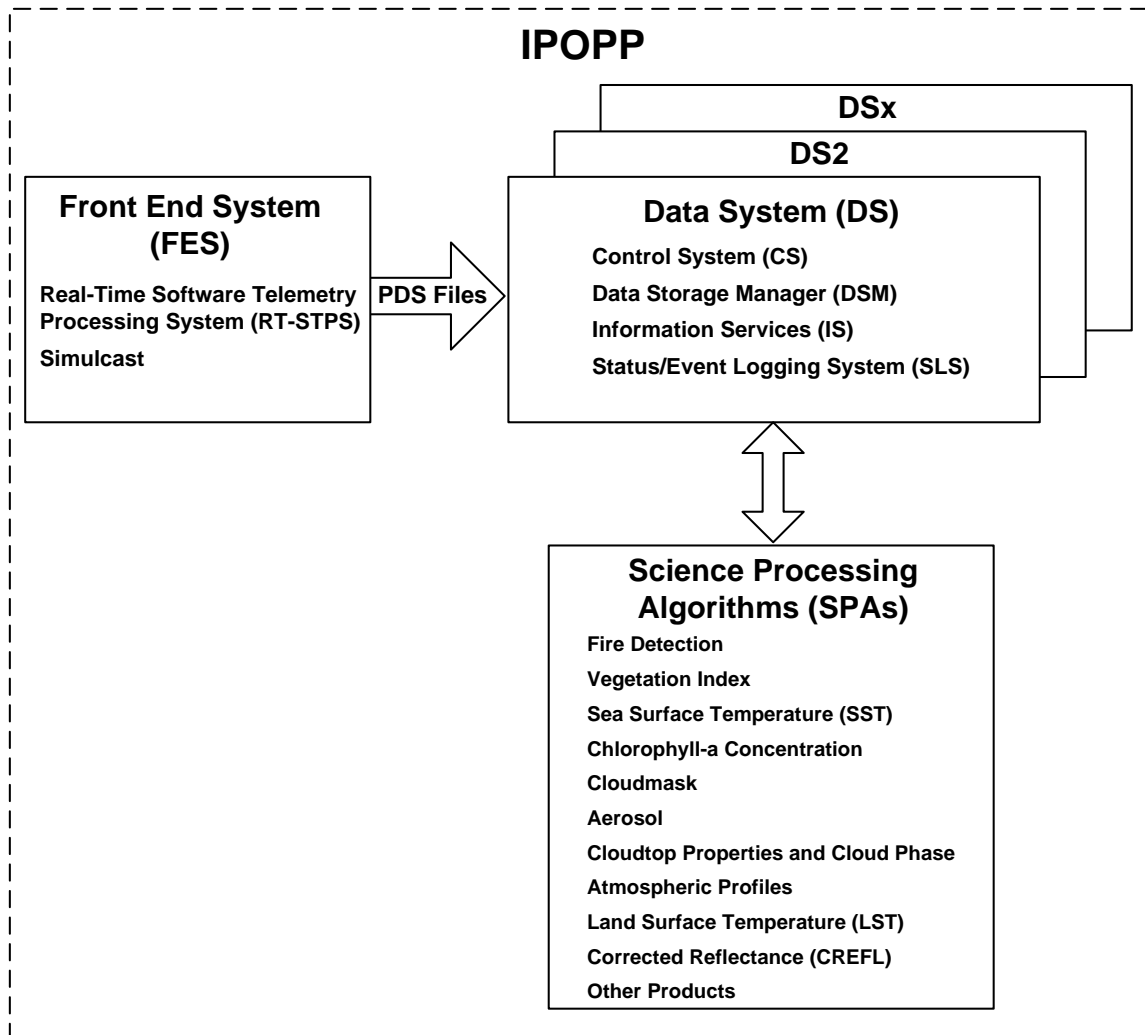 IPOPP
DSx
DS2
Front End System
(FES)
Real-Time Software Telemetry
Processing System (RT-STPS)
Simulcast
PDS Files
Data System (DS)
Control System (CS)
Data Storage Manager (DSM)
Information Services (IS)
Status/Event Logging System (SLS)
Science Processing
Algorithms (SPAs)
Fire Detection
Vegetation Index
Sea Surface Temperature (SST)
Chlorophyll-a Concentration
Cloudmask
Aerosol
Cloudtop Properties and Cloud Phase
Atmospheric Profiles
Land Surface Temperature (LST)
Corrected Reflectance (CREFL)
Other Products